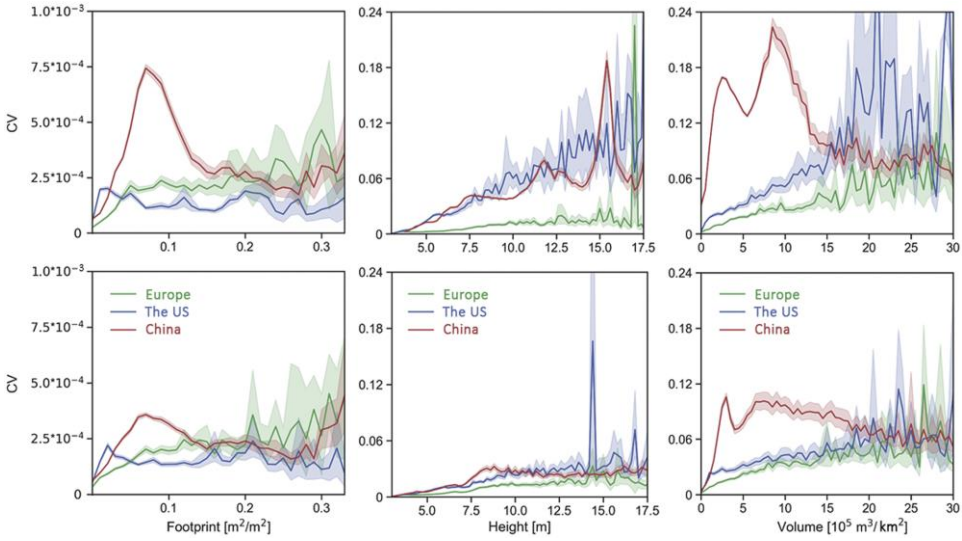 1.0*10⁻³
7.5*10⁻⁴
5.0*10⁻⁴
2.5*10⁻⁴
0
CV
0.1 0.2 0.3
0.24
0.18
0.12
0.06
0
5.0 7.5 10.0 12.5 15.0 17.5
0.24
0.18
0.12
0.06
0
0 5 10 15 20 25 30
1.0*10⁻³
7.5*10⁻⁴
5.0*10⁻⁴
2.5*10⁻⁴
0
CV
Europe
The US
China
0.1 0.2 0.3
Footprint [m²/m²]
0.24
0.18
0.12
0.06
0
Europe
The US
China
5.0 7.5 10.0 12.5 15.0 17.5
Height [m]
0.24
0.18
0.12
0.06
0
Europe
The US
China
0 5 10 15 20 25 30
Volume [10⁵ m³/km²]